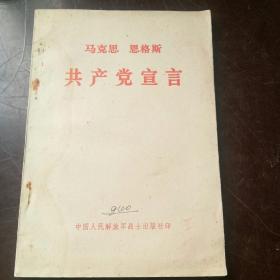 马克思 恩格斯
共产党宣言
中国人民解放军战士出版社印